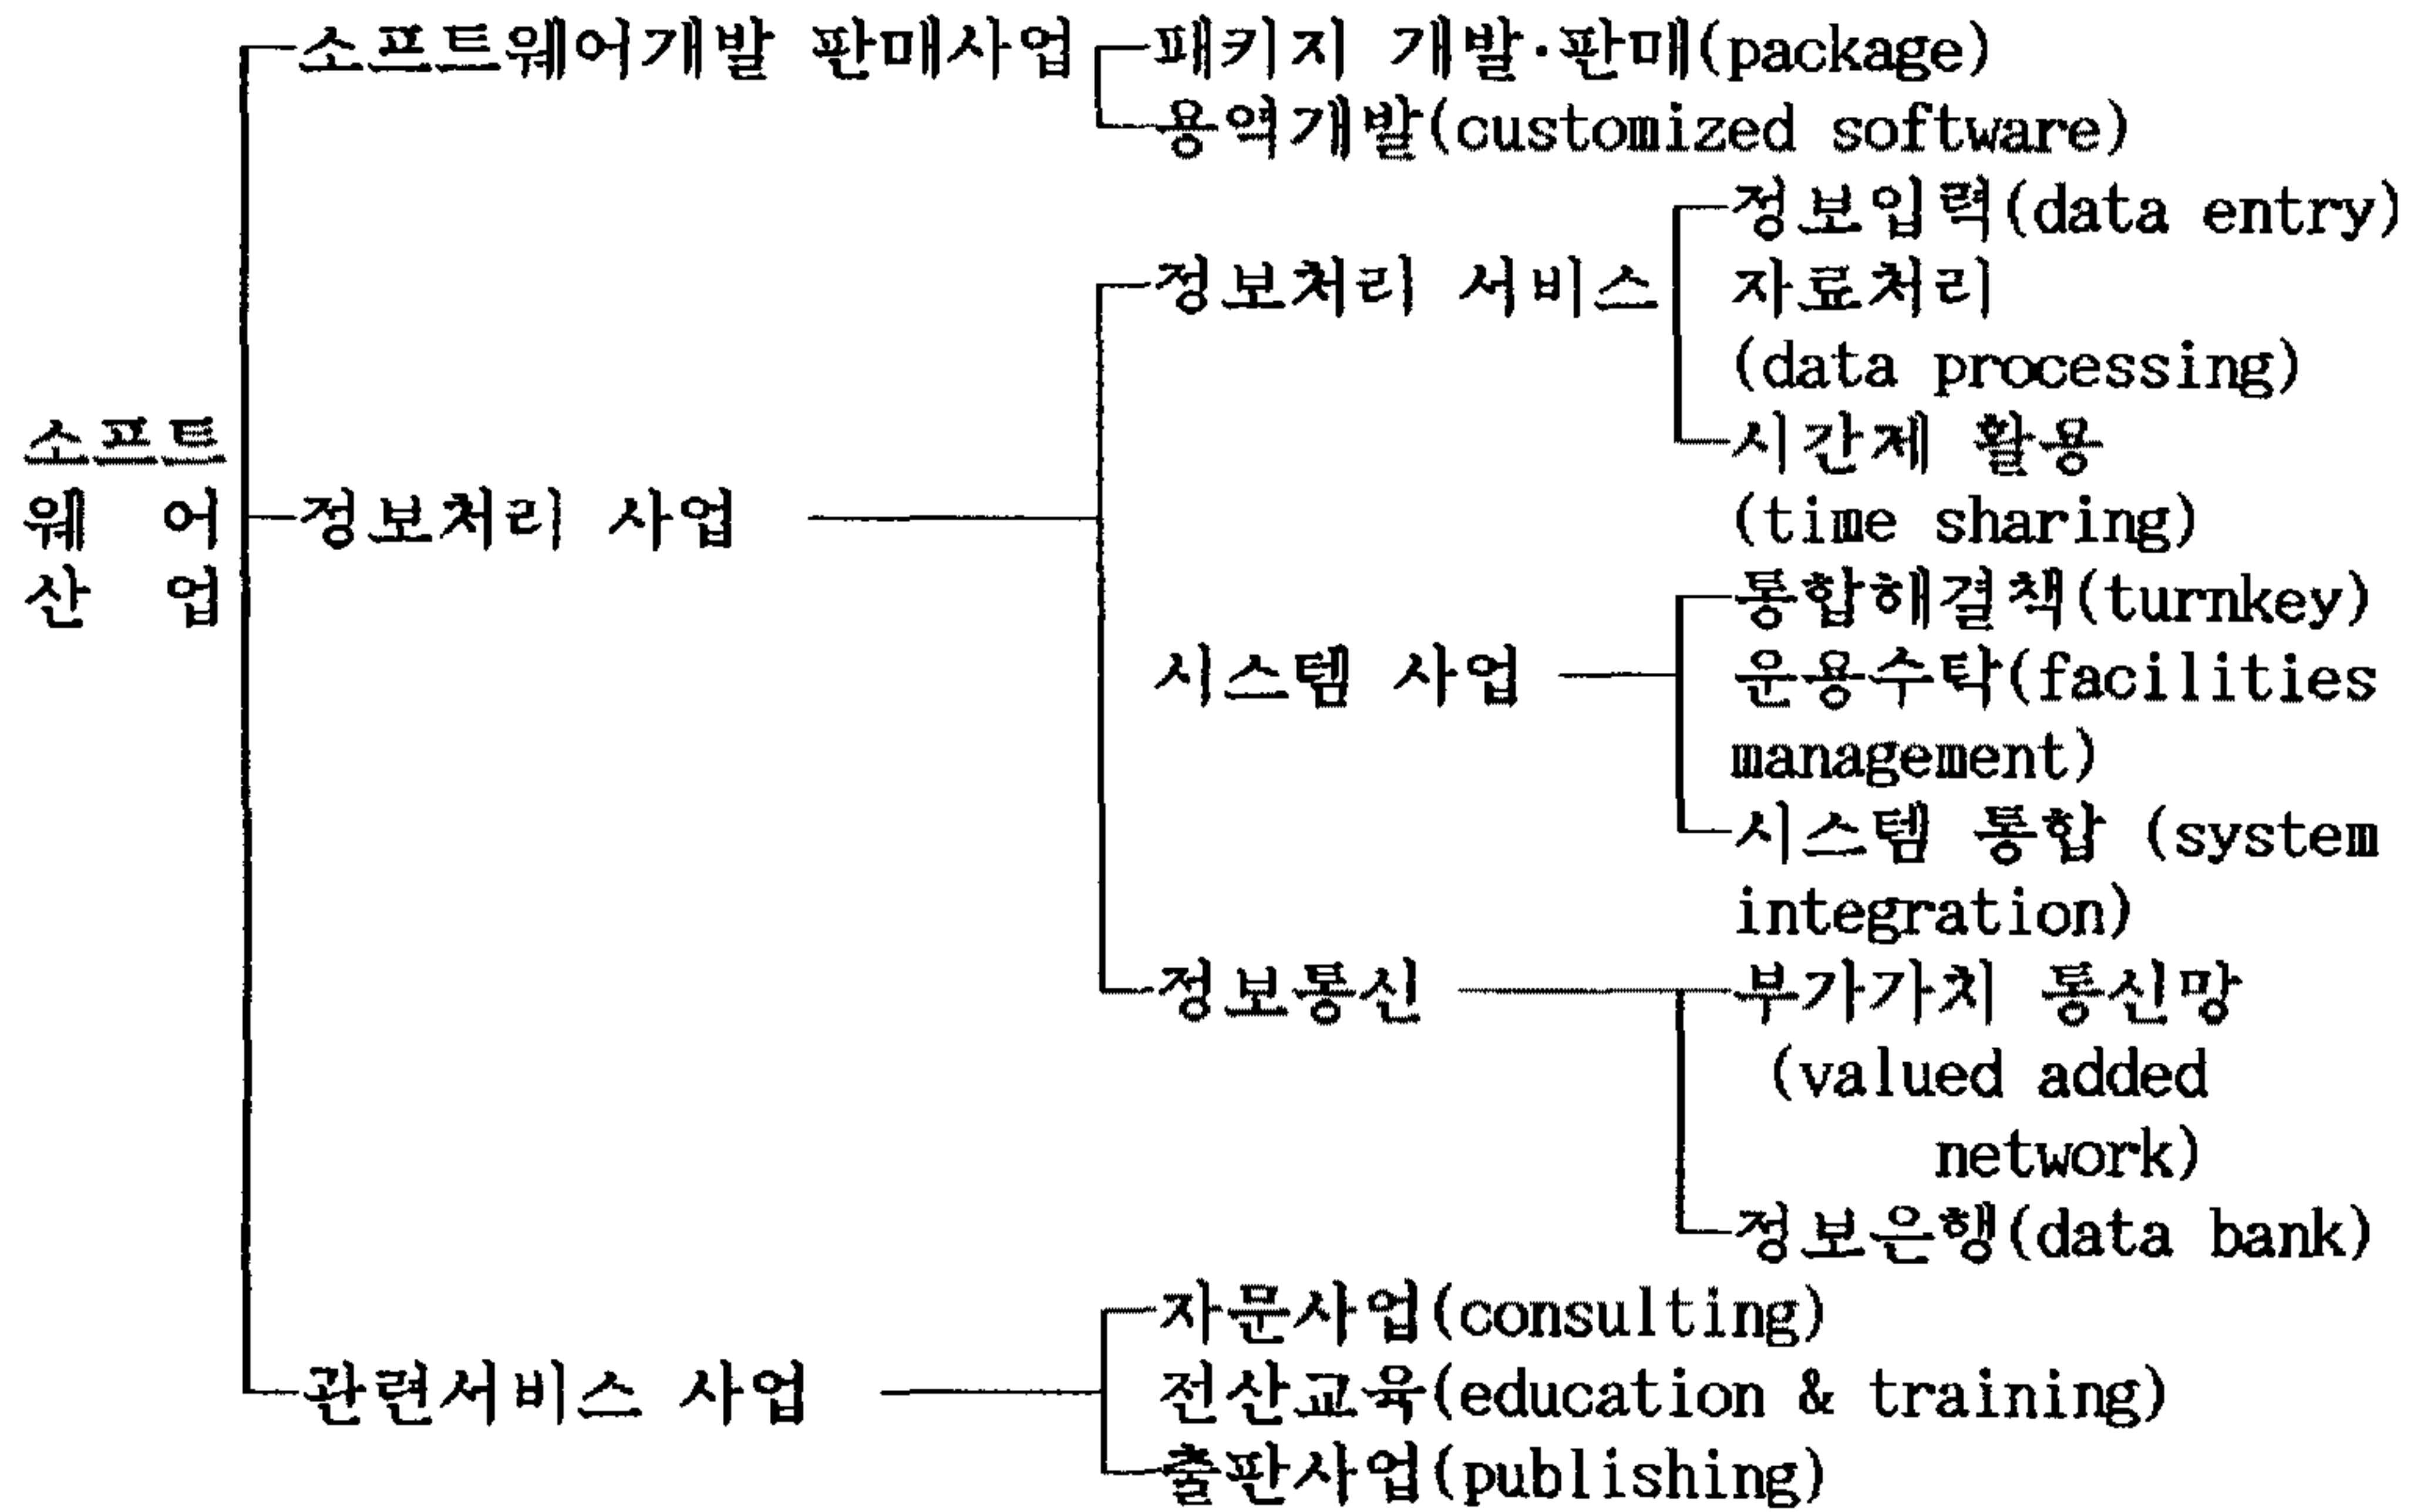 소프트웨어개발 판매사업
패키지 개발·판매(package)
용역개발(customized software)
정보입력(data entry)
정보처리 서비스
자료처리
(data processing)
시간제 활용
(time sharing)
소프트
웨 어
산 업
정보처리 사업
통합해결책(turnkey)
시스템 사업
운용수탁(facilities
management)
시스템 통합 (system
integration)
정보통신
부가가치 통신망
(valued added
network)
정보은행(data bank)
자문사업(consulting)
관련서비스 사업
전산교육(education & training)
출판사업(publishing)